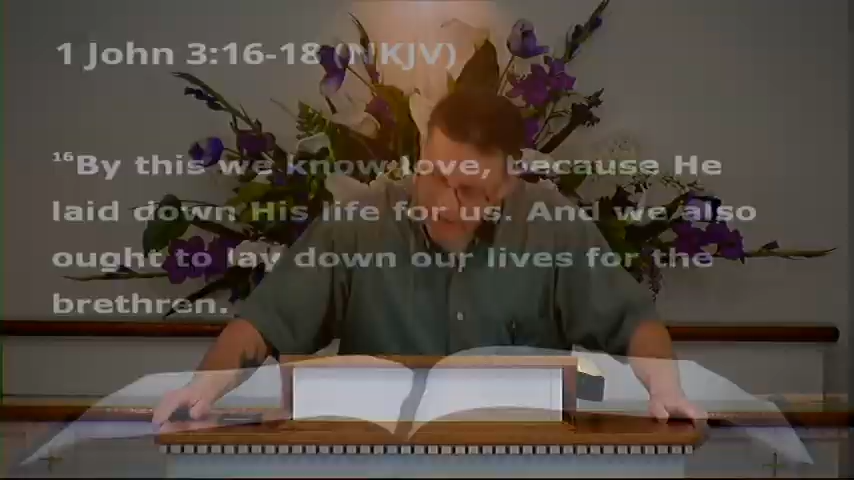 1 John 3:16-18 (NKJV)
¹⁶By this we know love, because He
laid down His life for us. And we also
ought to lay down our lives for the
brethren.